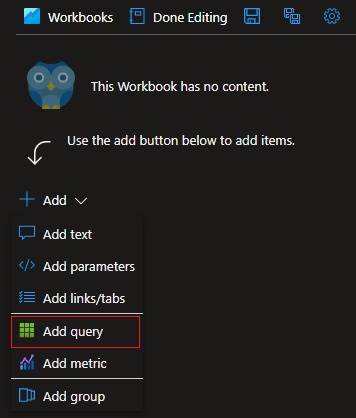 Workbooks Done Editing
This Workbook has no content.
Use the add button below to add items.
Add
Add text
Add parameters
Add links/tabs
Add query
Add metric
Add group